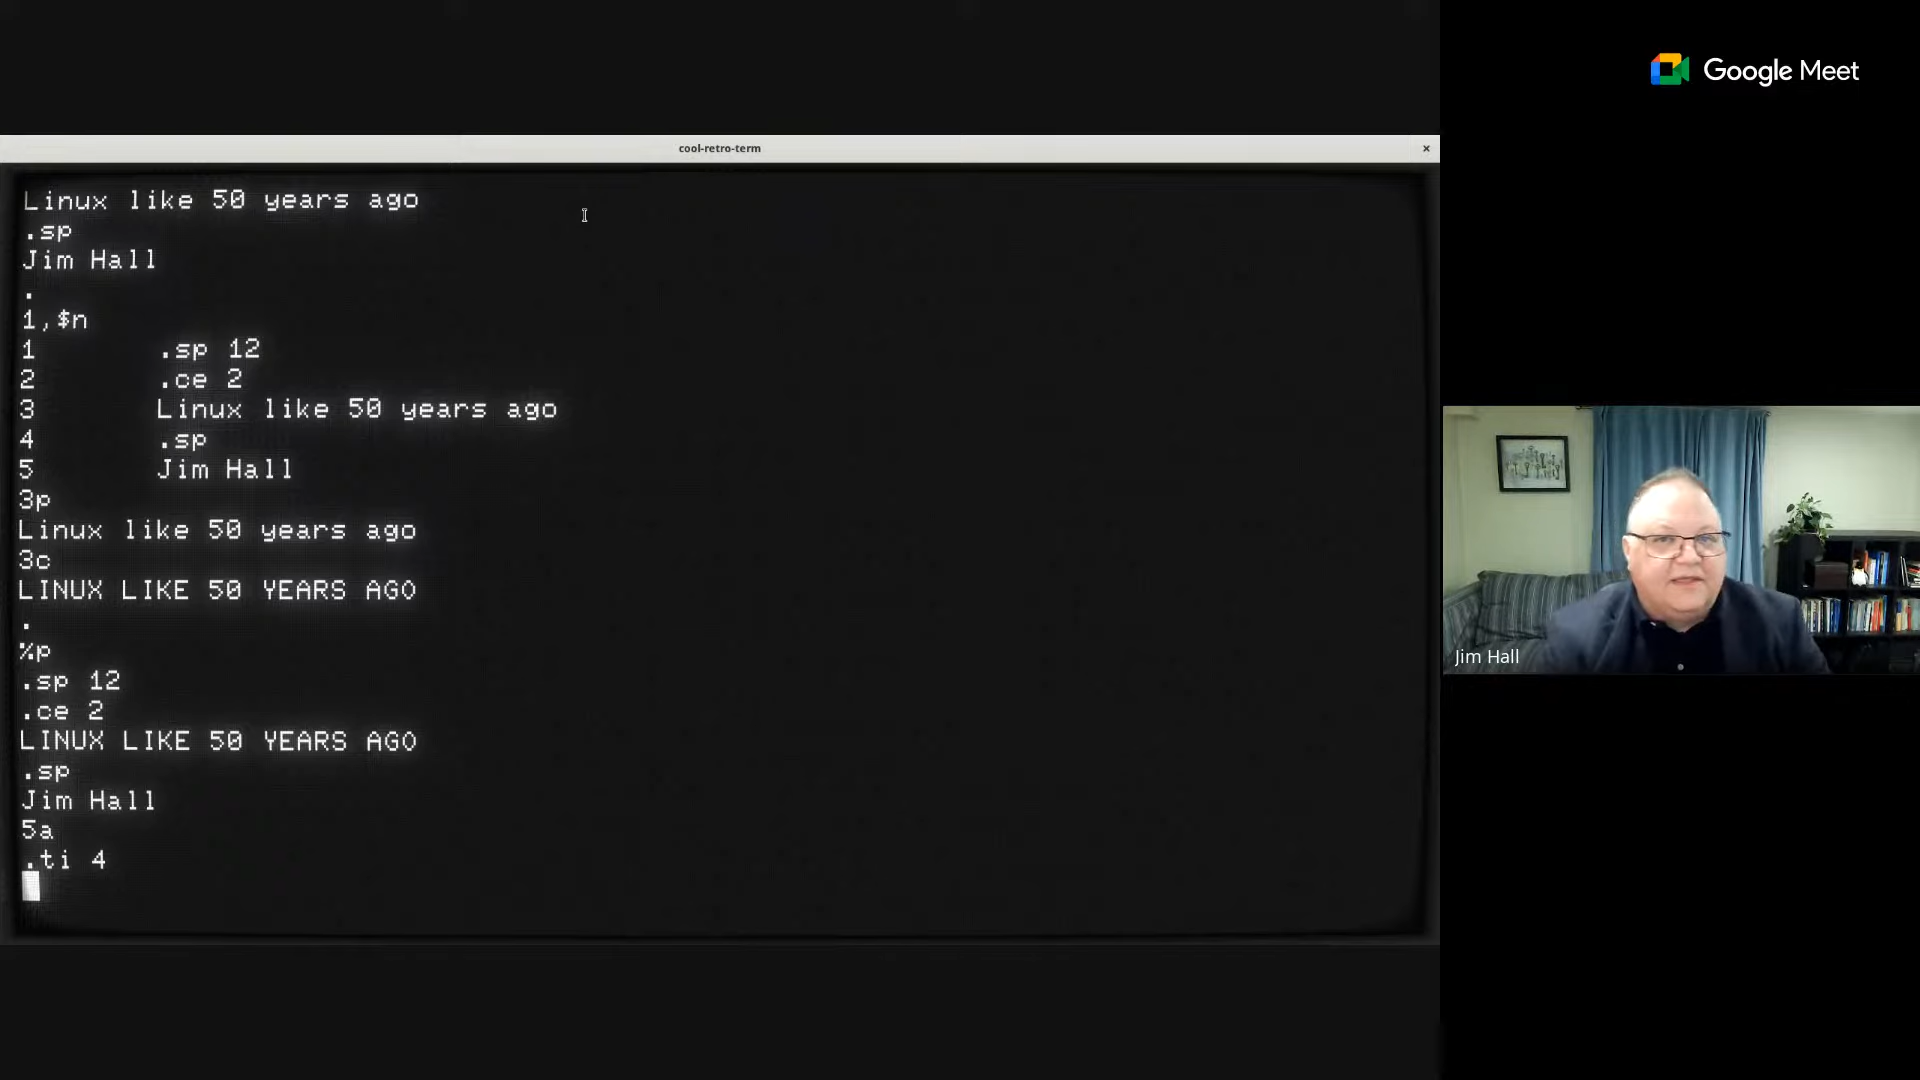 Google Meet
cool-retro-term ×
Linux like 50 years ago
.sp
Jim Hall
.
1,$n
1 .sp 12
2 .ce 2
3 Linux like 50 years ago
4 .sp
5 Jim Hall
3p
Linux like 50 years ago
3c
LINUX LIKE 50 YEARS AGO
.
%p
.sp 12
.ce 2
LINUX LIKE 50 YEARS AGO
.sp
Jim Hall
5a
.ti 4
Jim Hall